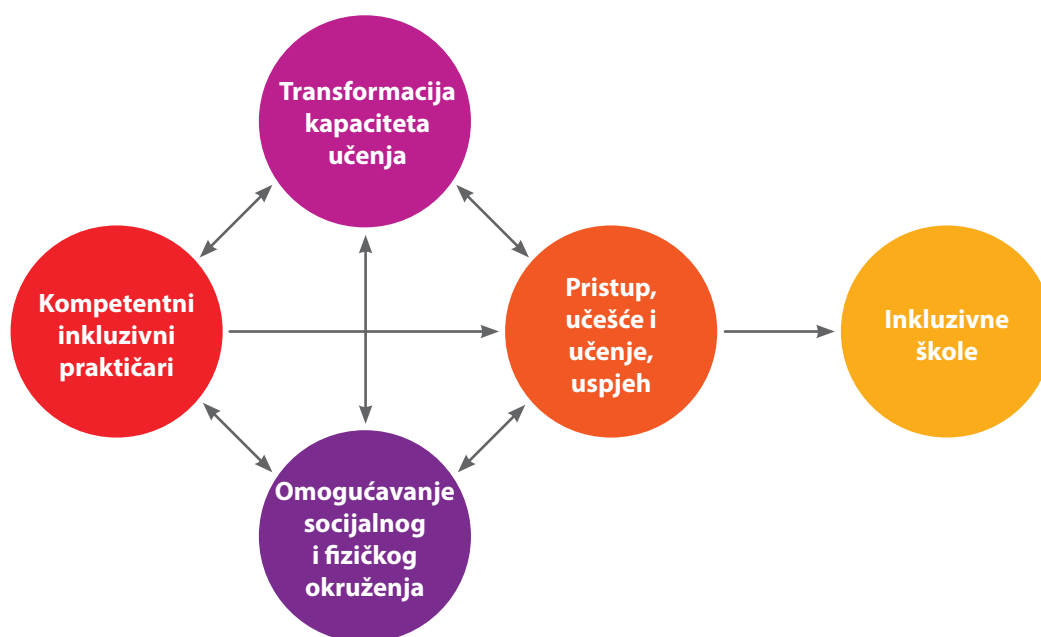 Transformacija
kapaciteta
učenja
Kompetentni
inkluzivni
praktičari
Pristup,
učešće i
učenje,
uspjeh
Inkluzivne
škole
Omogućavanje
socijalnog
i fizičkog
okruženja